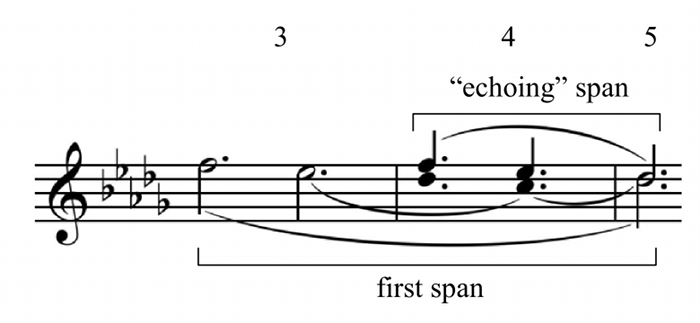 3 4 5
“echoing” span
first span